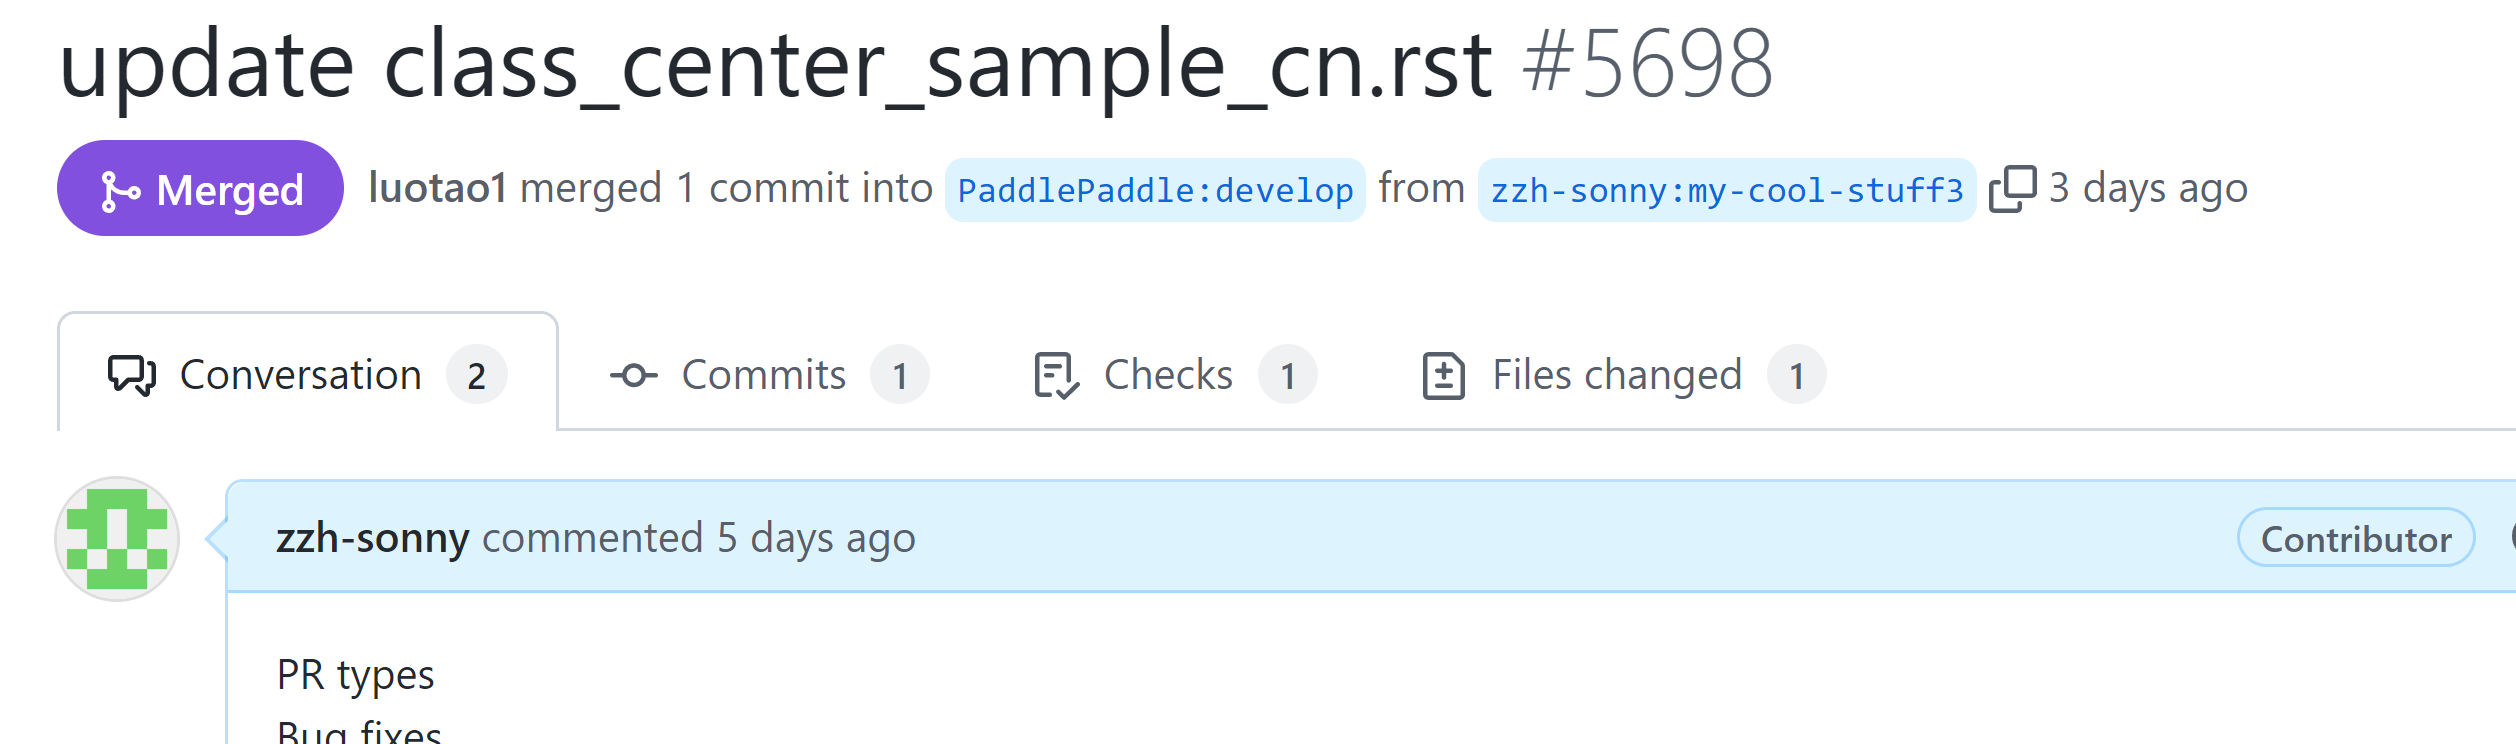 update class_center_sample_cn.rst #5698
Merged luotao1 merged 1 commit into PaddlePaddle:develop from zzh-sonny:my-cool-stuff3 3 days ago
Conversation 2 Commits 1 Checks 1 Files changed 1
zzh-sonny commented 5 days ago Contributor
PR types
Bug fixes